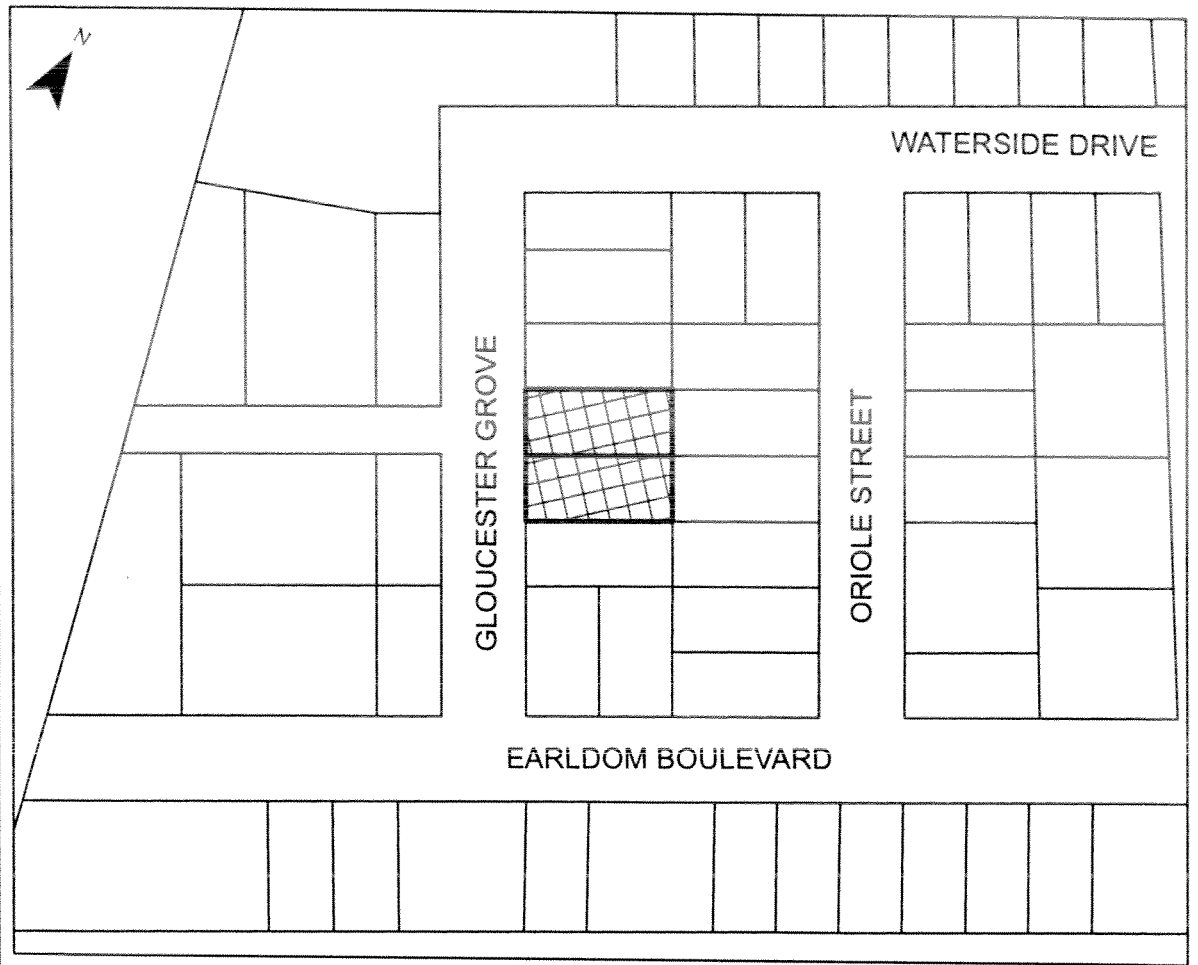 N
WATERSIDE DRIVE
GLOUCESTER GROVE
ORIOLE STREET
EARLDOM BOULEVARD